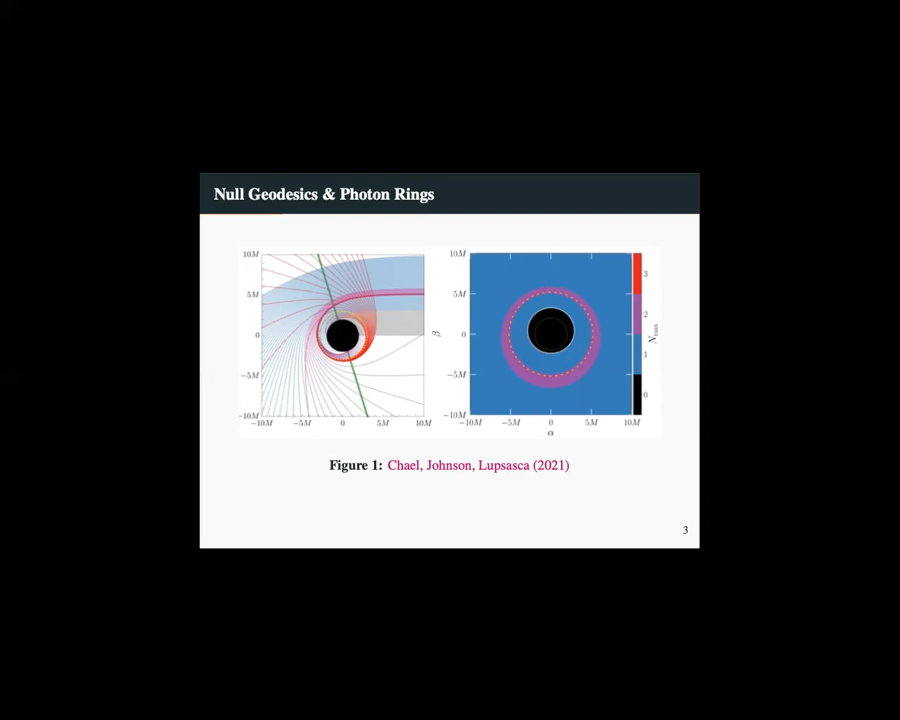 Null Geodesics & Photon Rings
10M
5M
0
−5M
−10M
−10M −5M 0 5M 10M
β
10M
5M
0
−5M
−10M
−10M −5M 0 5M 10M
α
3
2
1
0
N
Figure 1: Chael, Johnson, Lupsasca (2021)
3